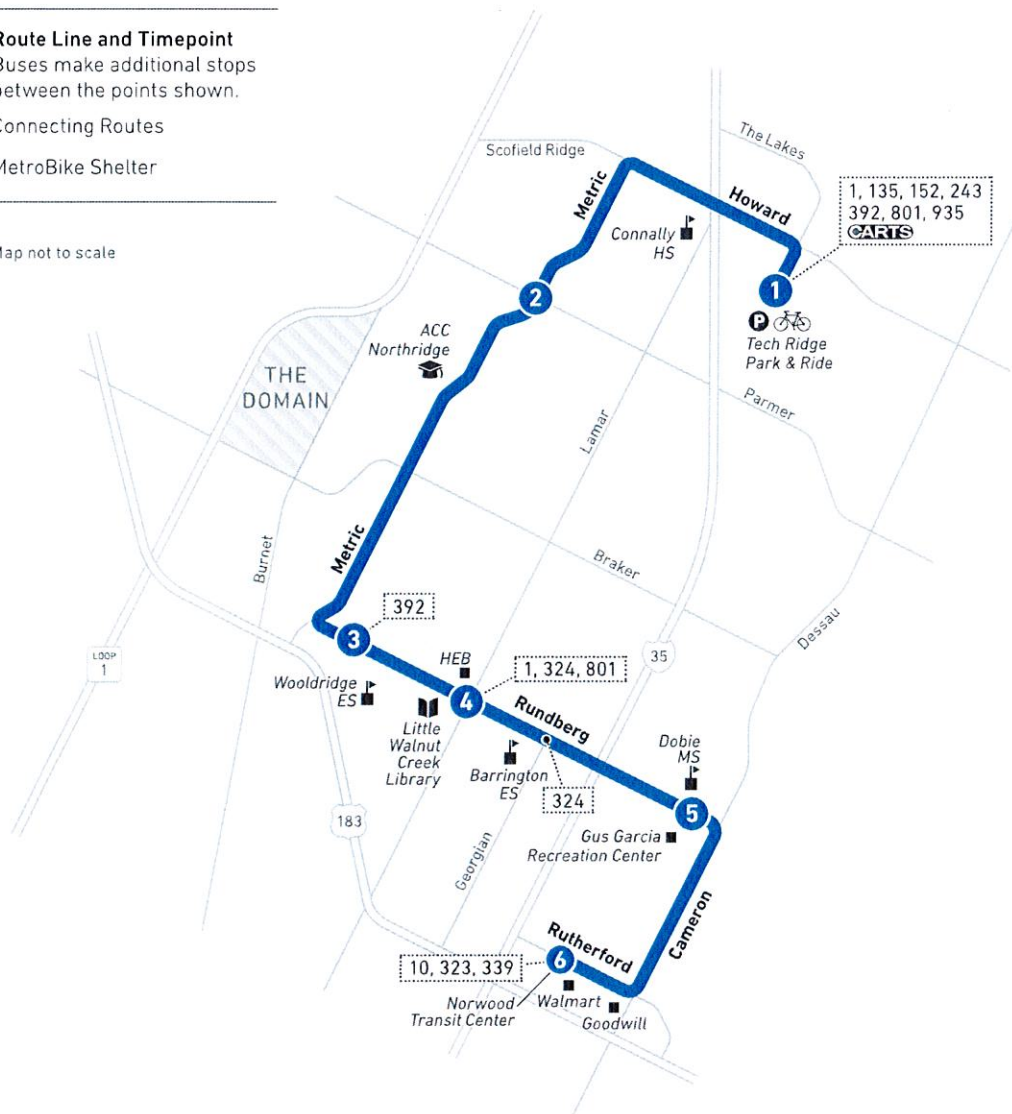 Route Line and Timepoint
Buses make additional stops
between the points shown.
Connecting Routes
MetroBike Shelter
Map not to scale
Scofield Ridge
The Lakes
Metric
Howard
1, 135, 152, 243
392, 801, 935
CARTS
Connally
HS
1
P
Tech Ridge
Park & Ride
2
ACC
Northridge
THE
DOMAIN
Parmer
Lamar
Metric
Burnet
Braker
Dessau
LOOP
1
3
392
35
HEB
1, 324, 801
Wooldridge
ES
4
Rundberg
Little
Walnut
Creek
Library
Barrington
ES
324
Dobie
MS
5
183
Georgian
Gus Garcia
Recreation Center
Cameron
Rutherford
6
10, 323, 339
Norwood
Transit Center
Walmart
Goodwill